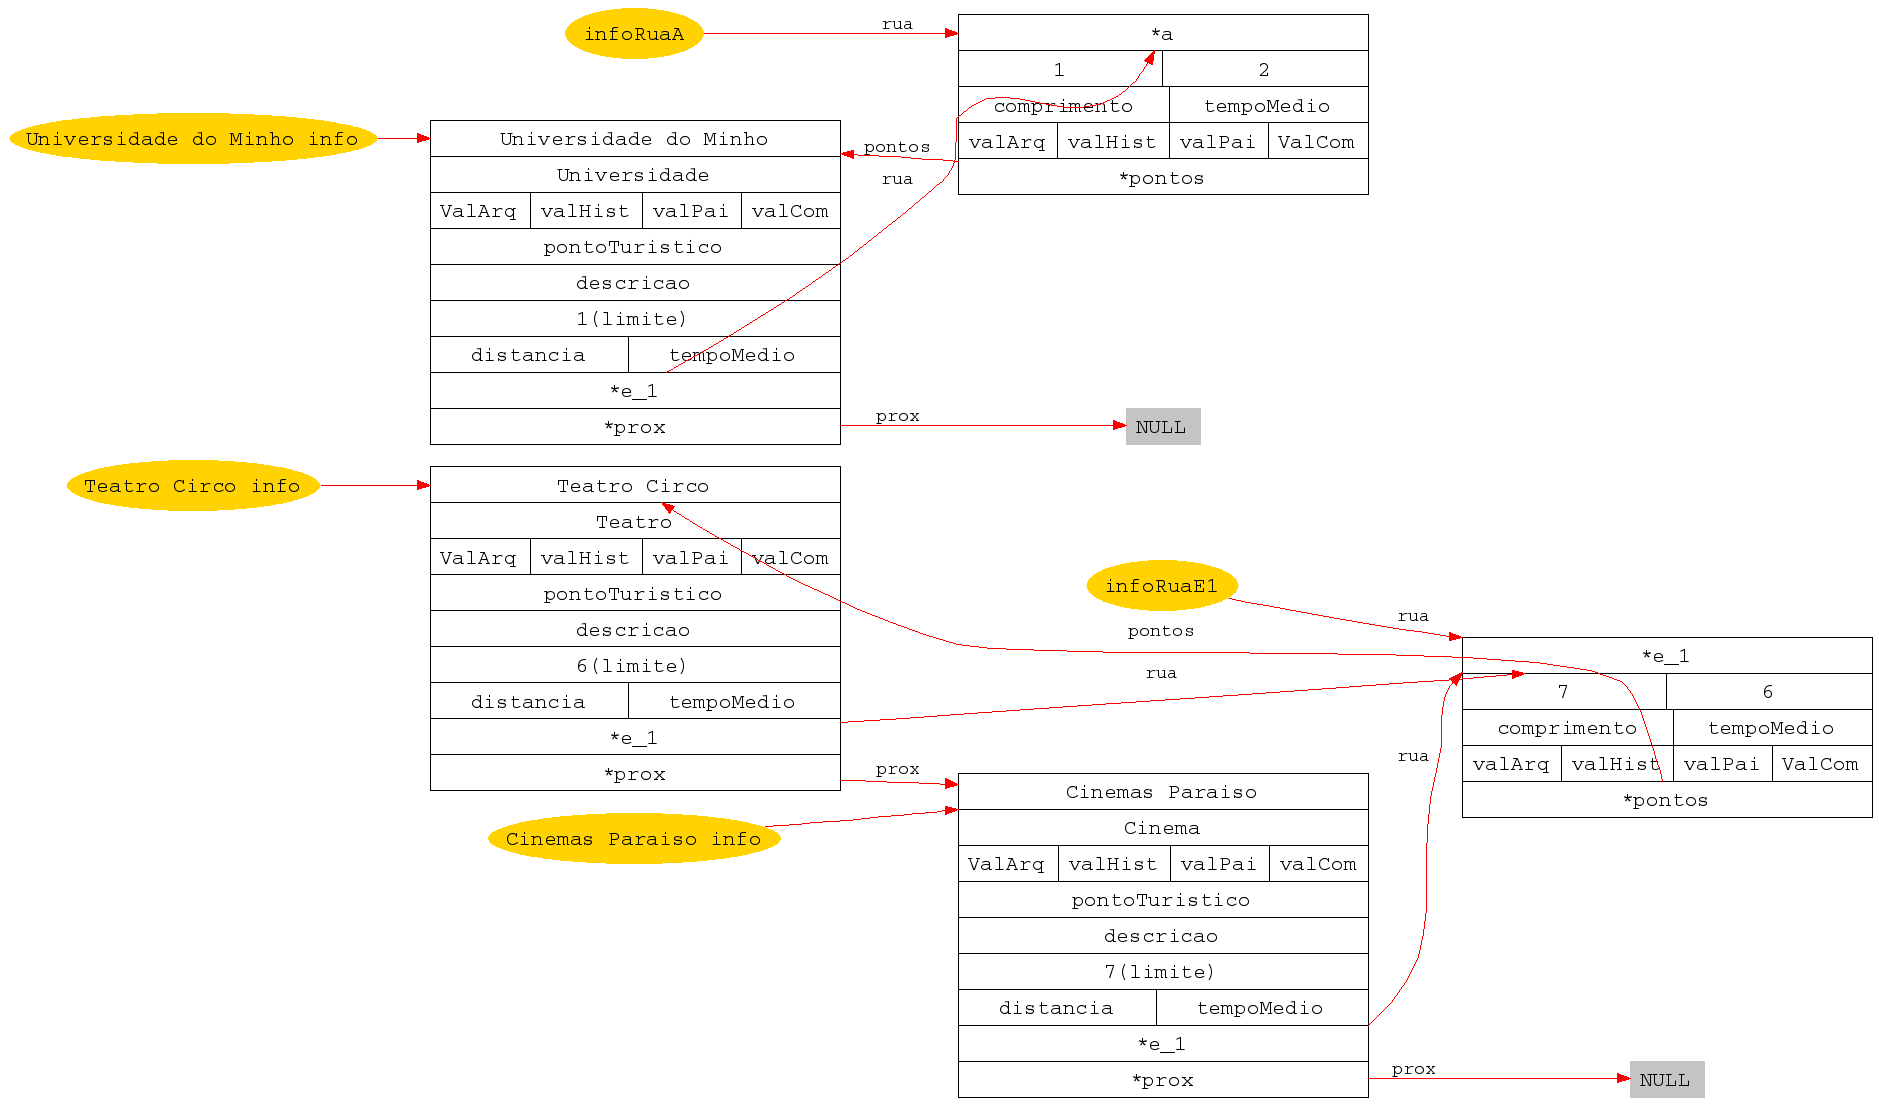 infoRuaA
rua
*a
1 2
comprimento tempoMedio
valArq valHist valPai ValCom
*pontos
Universidade do Minho info
pontos
rua
Universidade do Minho
Universidade
ValArq valHist valPai valCom
pontoTuristico
descricao
1(limite)
distancia tempoMedio
*e_1
*prox
prox
NULL
Teatro Circo info
Teatro Circo
Teatro
ValArq valHist valPai valCom
pontoTuristico
descricao
6(limite)
distancia tempoMedio
*e_1
*prox
infoRuaE1
rua
pontos
rua
*e_1
7 6
comprimento tempoMedio
valArq valHist valPai ValCom
*pontos
rua
prox
Cinemas Paraiso info
Cinemas Paraiso
Cinema
ValArq valHist valPai valCom
pontoTuristico
descricao
7(limite)
distancia tempoMedio
*e_1
*prox
prox
NULL